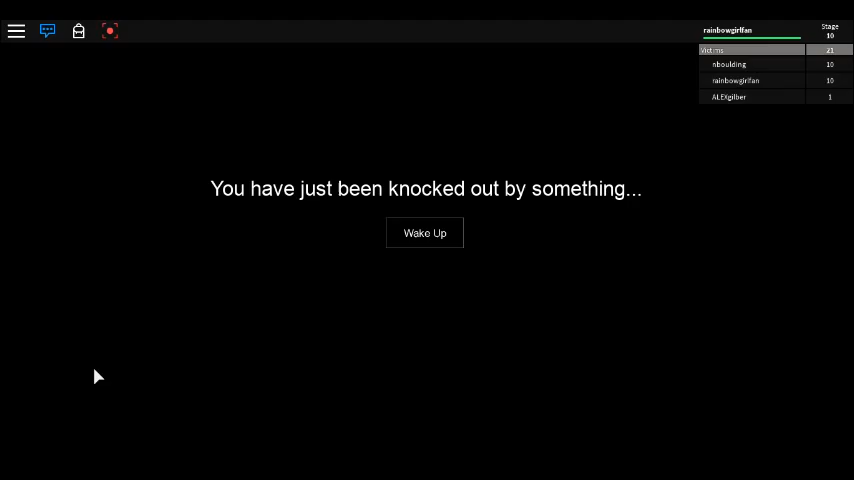 rainbowgirlfan
Stage
10
Victims 21
nboulding 10
rainbowgirlfan 10
ALEXgilber 1
You have just been knocked out by something...
Wake Up